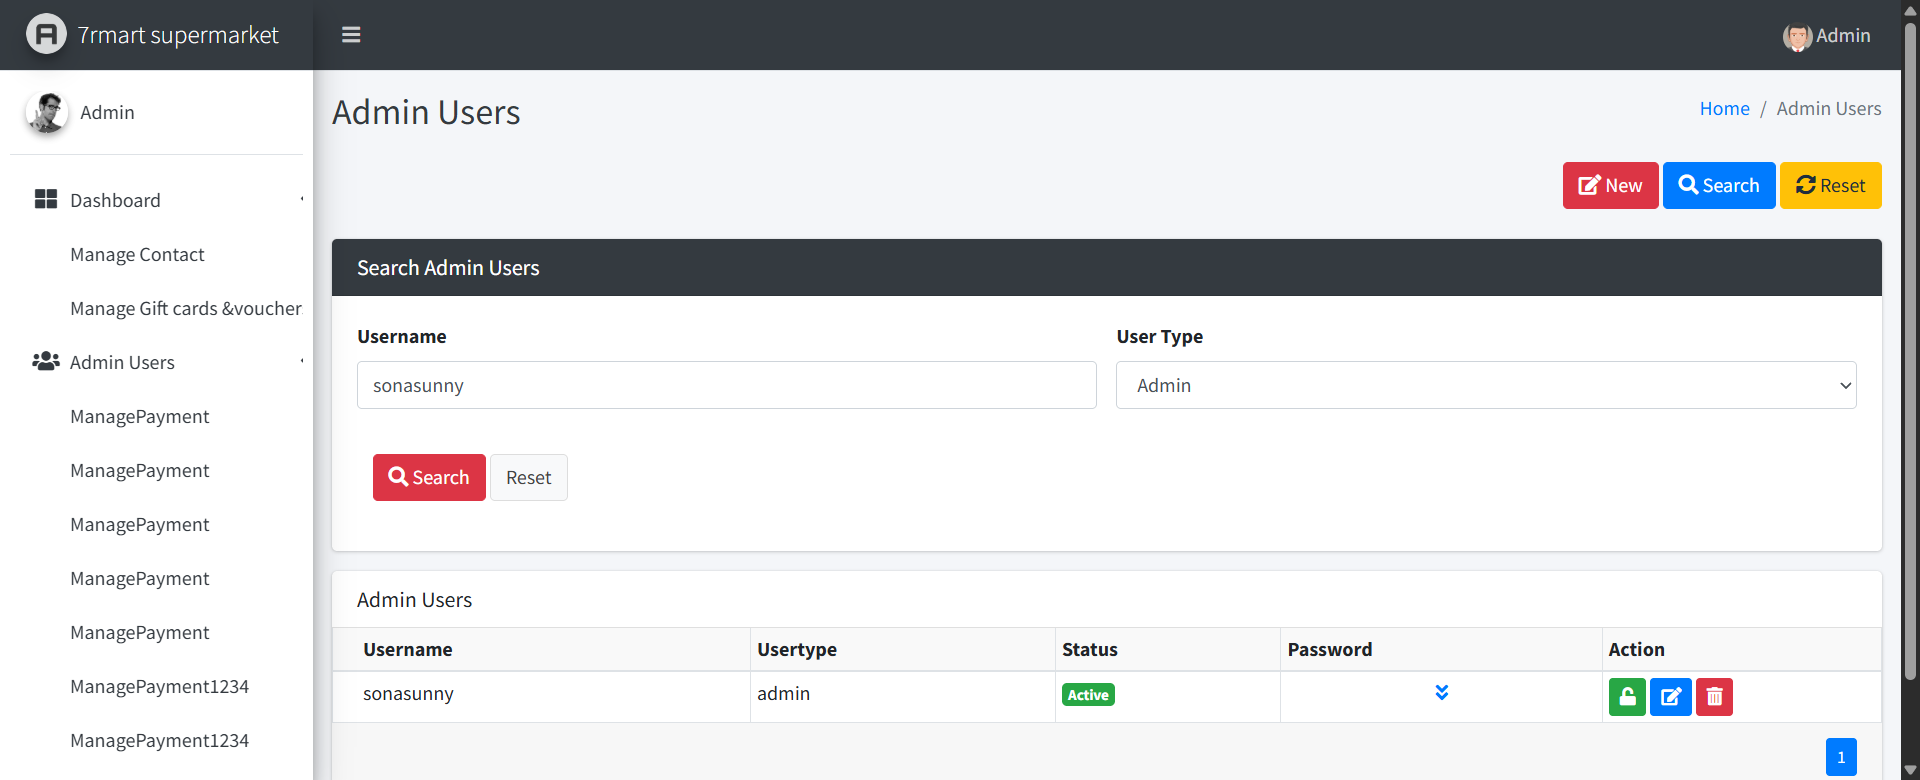 7rmart supermarket
Admin
Admin
Admin Users
Home / Admin Users
New
Search
Reset
Dashboard
Manage Contact
Manage Gift cards &voucher
Admin Users
ManagePayment
ManagePayment
ManagePayment
ManagePayment
ManagePayment
ManagePayment1234
ManagePayment1234
Search Admin Users
Username
User Type
sonasunny
Admin
Search
Reset
Admin Users
Username Usertype Status Password Action
sonasunny admin Active
1